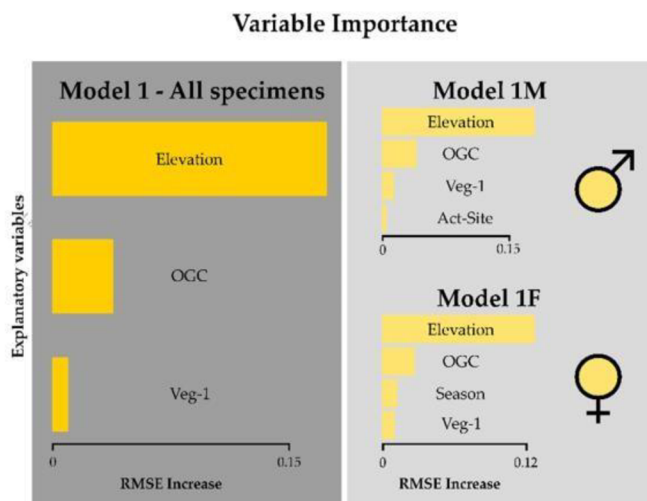 Variable Importance
Model 1 - All specimens
Explanatory variables
Elevation
OGC
Veg-1
0 0.15
RMSE Increase
Model 1M
Elevation
OGC
Veg-1
Act-Site
0 0.15
Model 1F
Elevation
OGC
Season
Veg-1
0 0.12
RMSE Increase